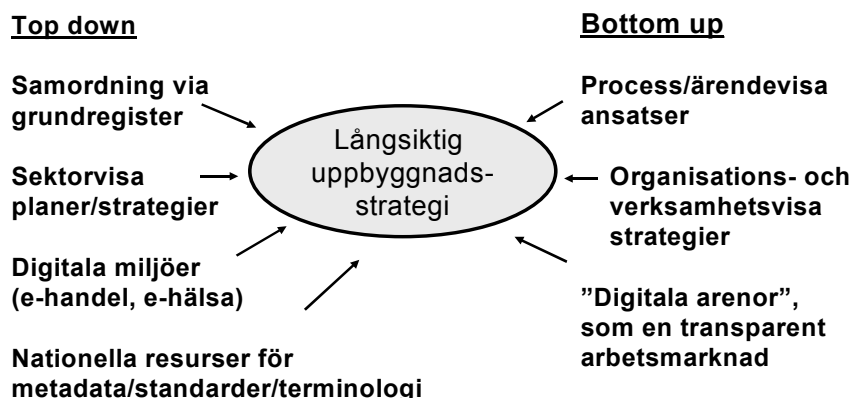 Top down
Samordning via
grundregister
Sektorvisa
planer/strategier
Digitala miljöer
(e-handel, e-hälsa)
Nationella resurser för
metadata/standarder/terminologi
Långsiktig
uppbyggnads-
strategi
Bottom up
Process/ärendevisa
ansatser
Organisations- och
verksamhetsvisa
strategier
”Digitala arenor”,
som en transparent
arbetsmarknad